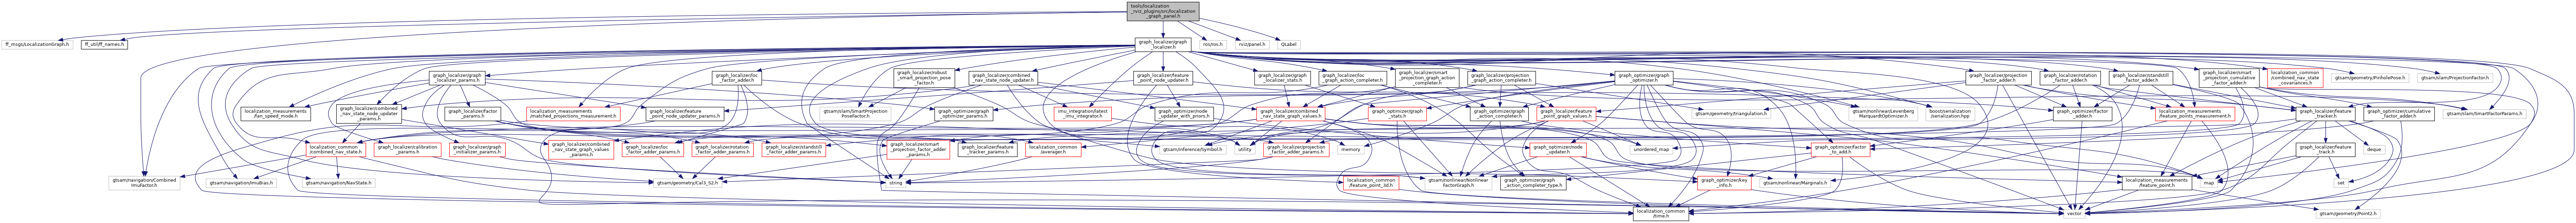 tools/localization
_rviz_plugins/src/localization
_graph_panel.h
ff_msgs/LocalizationGraph.h
ff_util/ff_names.h
graph_localizer/graph
_localizer.h
ros/ros.h
rviz/panel.h
QLabel
graph_localizer/graph
_localizer_params.h
graph_localizer/loc
_factor_adder.h
graph_localizer/robust
_smart_projection_pose
_factor.h
graph_localizer/combined
_nav_state_node_updater.h
graph_localizer/feature
_point_node_updater.h
graph_localizer/graph
_localizer_stats.h
graph_localizer/loc
_graph_action_completer.h
graph_localizer/smart
_projection_graph_action
_completer.h
graph_localizer/projection
_graph_action_completer.h
graph_optimizer/graph
_optimizer.h
graph_localizer/projection
_factor_adder.h
graph_localizer/rotation
_factor_adder.h
graph_localizer/standstill
_factor_adder.h
graph_localizer/smart
_projection_cumulative
_factor_adder.h
localization_common
/combined_nav_state
_covariances.h
gtsam/geometry/PinholePose.h
gtsam/slam/ProjectionFactor.h
localization_measurements
/fan_speed_mode.h
graph_localizer/combined
_nav_state_node_updater
_params.h
graph_localizer/factor
_params.h
localization_measurements
/matched_projections_measurement.h
graph_localizer/feature
_point_node_updater_params.h
gtsam/slam/SmartProjection
PoseFactor.h
graph_optimizer/graph
_optimizer_params.h
imu_integration/latest
_imu_integrator.h
graph_optimizer/node
_updater_with_priors.h
graph_localizer/combined
_nav_state_graph_values.h
graph_optimizer/graph
_stats.h
graph_optimizer/graph
_action_completer.h
graph_localizer/feature
_point_graph_values.h
gtsam/nonlinear/Levenberg
MarquardtOptimizer.h
boost/serialization
/serialization.hpp
gtsam/geometry/triangulation.h
graph_optimizer/factor
_adder.h
localization_measurements
/feature_points_measurement.h
graph_localizer/feature
_tracker.h
graph_optimizer/cumulative
_factor_adder.h
gtsam/slam/SmartFactorParams.h
localization_common
/combined_nav_state.h
graph_localizer/calibration
_params.h
graph_localizer/graph
_initializer_params.h
graph_localizer/combined
_nav_state_graph_values
_params.h
graph_localizer/loc
_factor_adder_params.h
graph_localizer/rotation
_factor_adder_params.h
graph_localizer/standstill
_factor_adder_params.h
graph_localizer/smart
_projection_factor_adder
_params.h
graph_localizer/feature
_tracker_params.h
localization_common
/averager.h
gtsam/inference/Symbol.h
utility
graph_localizer/projection
_factor_adder_params.h
memory
graph_optimizer/node
_updater.h
unordered_map
graph_optimizer/factor
_to_add.h
graph_localizer/feature
_track.h
deque
gtsam/navigation/Combined
ImuFactor.h
gtsam/navigation/ImuBias.h
gtsam/navigation/NavState.h
gtsam/geometry/Cal3_S2.h
string
localization_common
/feature_point_3d.h
gtsam/nonlinear/Nonlinear
FactorGraph.h
graph_optimizer/graph
_action_completer_type.h
graph_optimizer/key
_info.h
gtsam/nonlinear/Marginals.h
localization_measurements
/feature_point.h
map
set
localization_common
/time.h
vector
gtsam/geometry/Point2.h